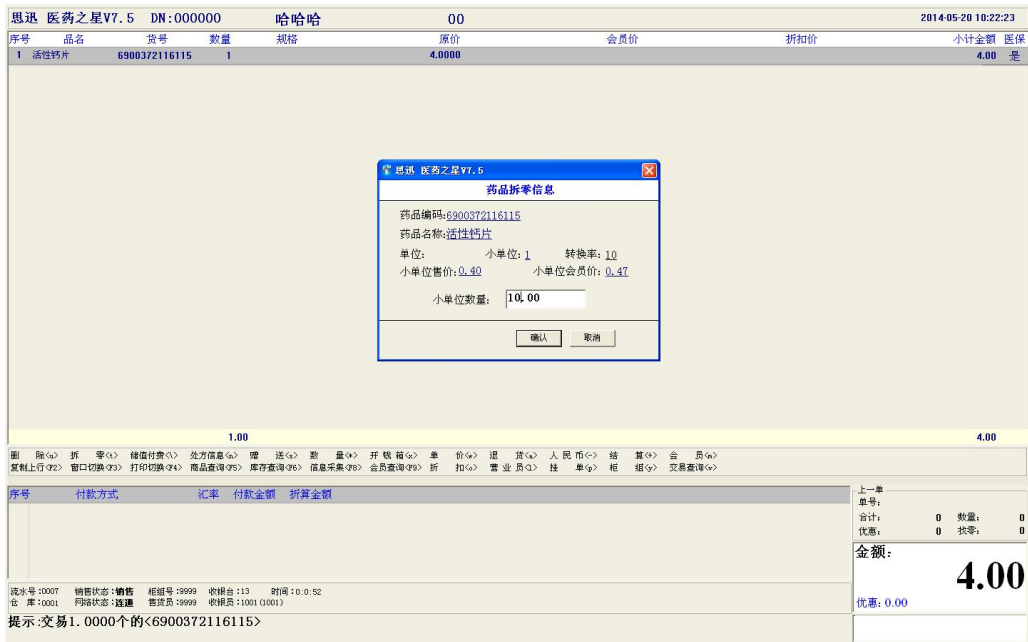 思迅 医药之星V7.5 DN:000000 哈哈哈 00 2014-05-20 10:22:23
序号 品名 货号 数量 规格 原价 会员价 折扣价 小计金额 医保
1 活性钙片 6900372116115 1 4.0000 4.00 是
思迅 医药之星V7.5
药品拆零信息
药品编码:6900372116115
药品名称:活性钙片
单位: 小单位:1 转换率:10
小单位售价:0.40 小单位会员价:0.47
小单位数量: 10.00
确认 取消
1.00 4.00
删 除 拆 零 储值付费<\> 处方信息 赠 送 数 量<*> 开钱箱 单 价 退 货 人民币 结 算 会 员
复制上行<F2> 窗口切换<F3> 打印切换<F4> 商品查询<F5> 库存查询<F6> 信息采集<F8> 会员查询<F9> 折 扣 营业员 挂 单 柜 组 交易查询
序号 付款方式 汇率 付款金额 折算金额
上一单
单号:
合计: 0 数量: 0
优惠: 0 找零: 0
金额:
4.00
优惠: 0.00
流水号:0007 销售状态:销售 柜组号:9999 收银台:13 时间:0:0:52
仓 库:0001 网络状态:连通 售货员:9999 收银员:1001(1001)
提示:交易1.0000个的<6900372116115>